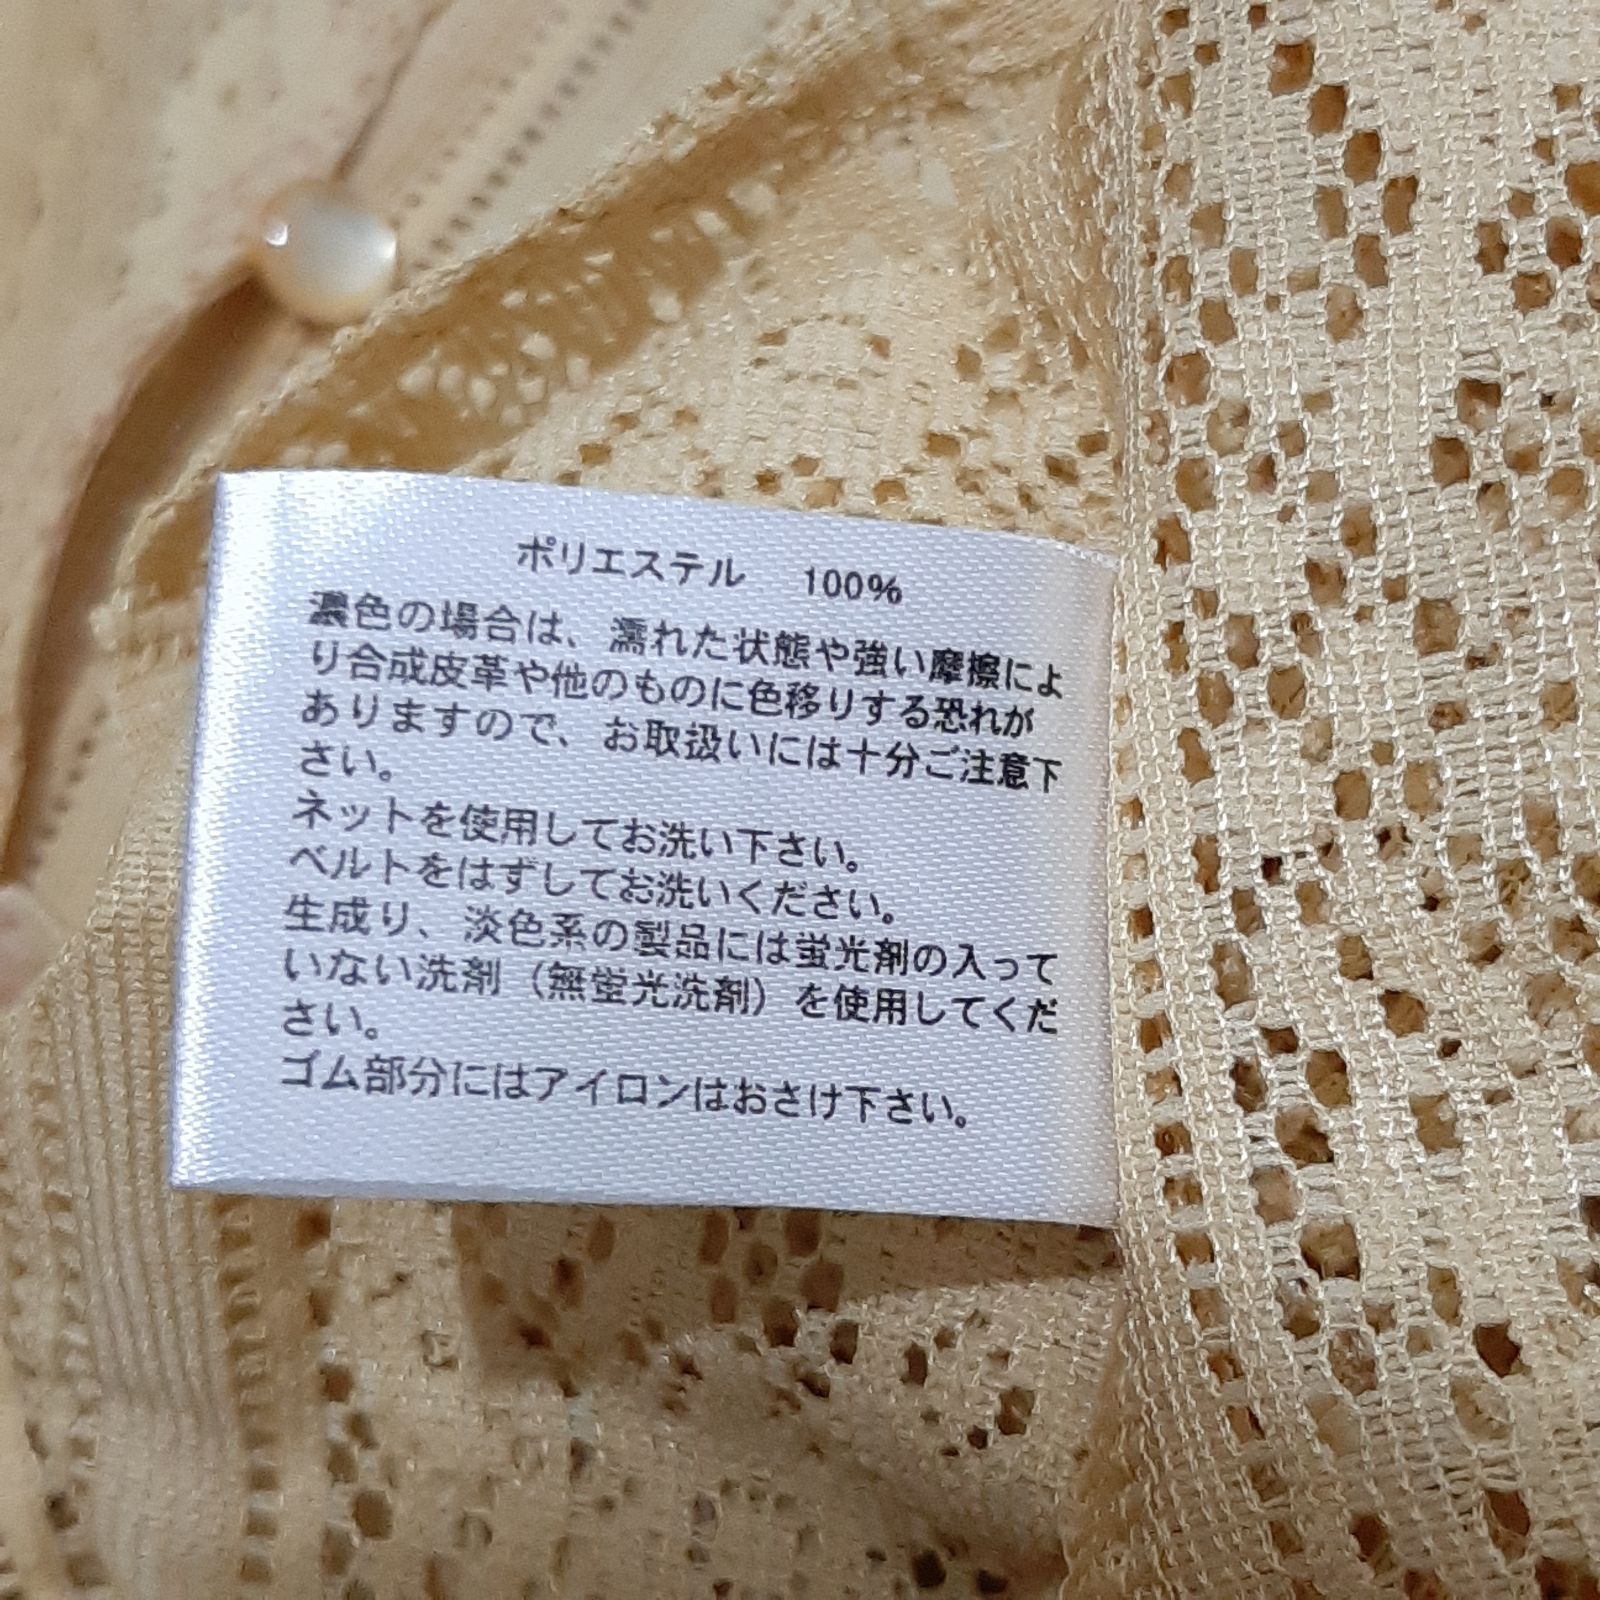 ポリエステル 100%
濃色の場合は、濡れた状態や強い摩擦によ
り合成皮革や他のものに色移りする恐れが
ありますので、お取扱いには十分ご注意下
さい。
ネットを使用してお洗い下さい。
ベルトをはずしてお洗いください。
生成り、淡色系の製品には蛍光剤の入って
いない洗剤（無蛍光洗剤）を使用してくだ
さい。
ゴム部分にはアイロンはおさけ下さい。